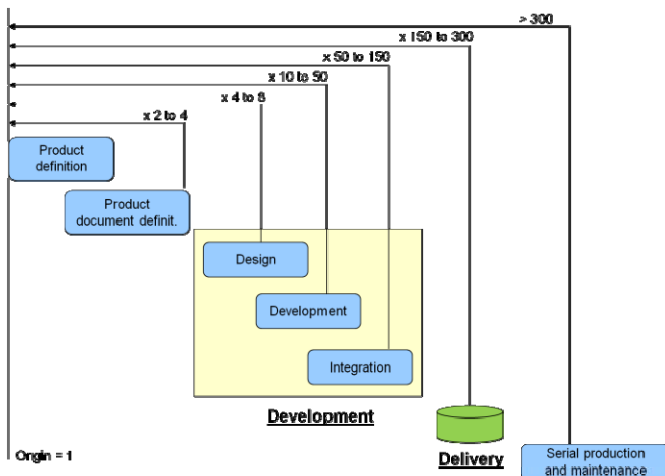 > 300
x 150 to 300
x 50 to 150
x 10 to 50
x 4 to 8
x 2 to 4
Product
definition
Product
document definit.
Design
Development
Integration
Development
Origin = 1
Delivery
Serial production
and maintenance